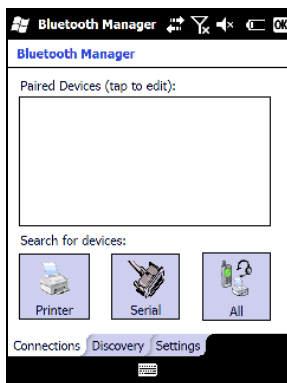 Bluetooth Manager OK
Bluetooth Manager
Paired Devices (tap to edit):
Search for devices:
Printer Serial All
Connections Discovery Settings